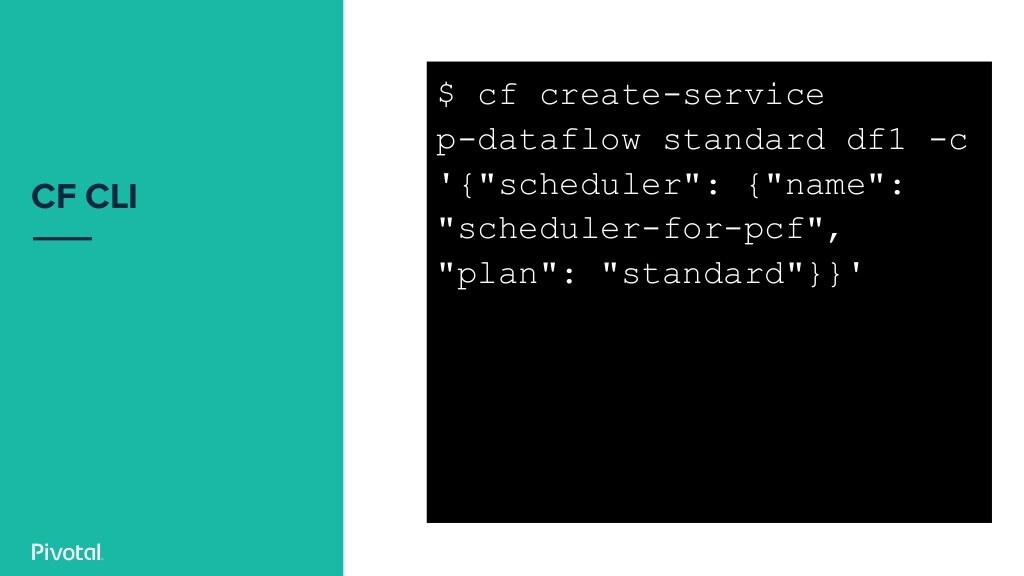 CF CLI
$ cf create-service
p-dataflow standard df1 -c
'{"scheduler": {"name":
"scheduler-for-pcf",
"plan": "standard"}}'
Pivotal